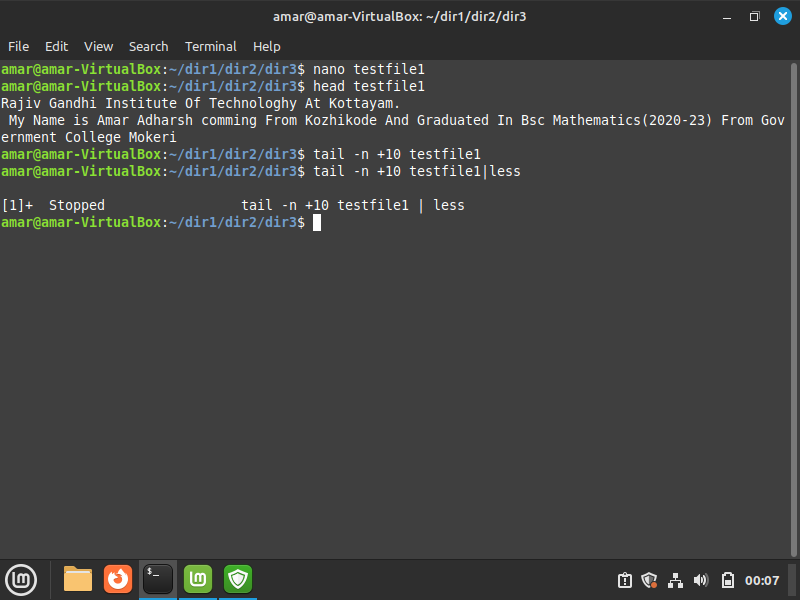 amar@amar-VirtualBox: ~/dir1/dir2/dir3
File Edit View Search Terminal Help
amar@amar-VirtualBox:~/dir1/dir2/dir3$ nano testfile1
amar@amar-VirtualBox:~/dir1/dir2/dir3$ head testfile1
Rajiv Gandhi Institute Of Technologhy At Kottayam.
 My Name is Amar Adharsh comming From Kozhikode And Graduated In Bsc Mathematics(2020-23) From Gov
ernment College Mokeri
amar@amar-VirtualBox:~/dir1/dir2/dir3$ tail -n +10 testfile1
amar@amar-VirtualBox:~/dir1/dir2/dir3$ tail -n +10 testfile1|less
[1]+  Stopped                 tail -n +10 testfile1 | less
amar@amar-VirtualBox:~/dir1/dir2/dir3$
00:07